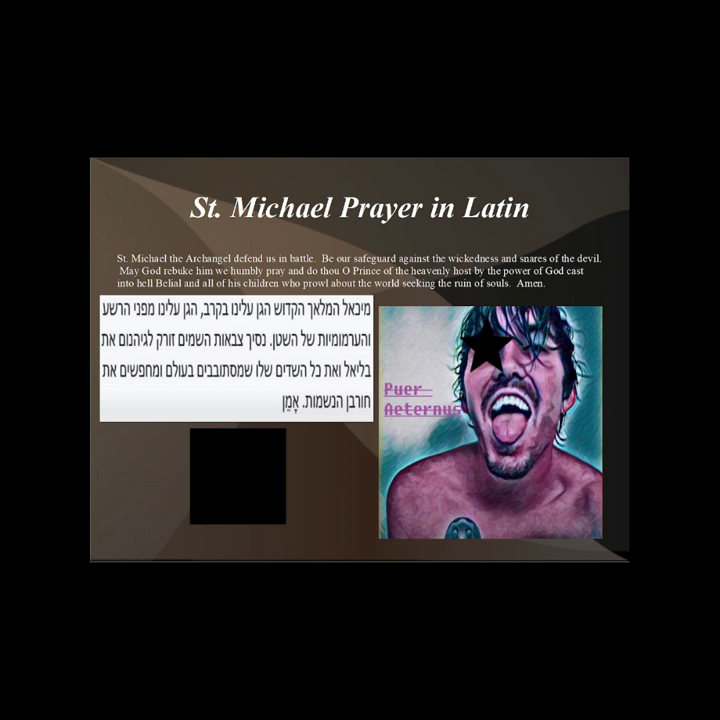 St. Michael Prayer in Latin
St. Michael the Archangel defend us in battle.  Be our safeguard against the wickedness and snares of the devil.
May God rebuke him we humbly pray and do thou O Prince of the heavenly host by the power of God cast
into hell Belial and all of his children who prowl about the world seeking the ruin of souls.  Amen.
מיכאל המלאך הקדוש הגן עלינו בקרב, הגן עלינו מפני הרשע
והערמומיות של השטן. נסיך צבאות השמים זורק לגיהנום את
בליאל ואת כל השדים שלו שמסתובבים בעולם ומחפשים את
חורבן הנשמות. אָמֵן
Puer
Aeternus